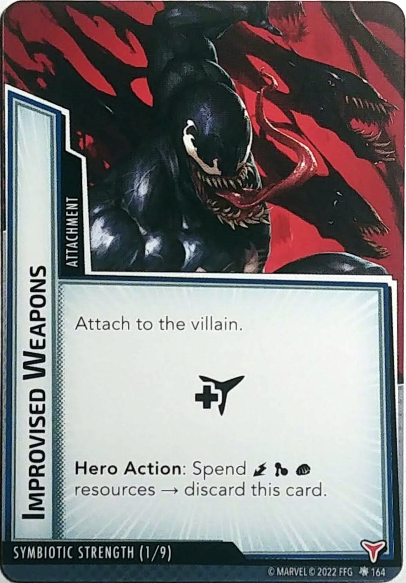 IMPROVISED WEAPONS
ATTACHMENT
Attach to the villain.
Hero Action: Spend
resources → discard this card.
SYMBIOTIC STRENGTH (1/9)
© MARVEL © 2022 FFG 164